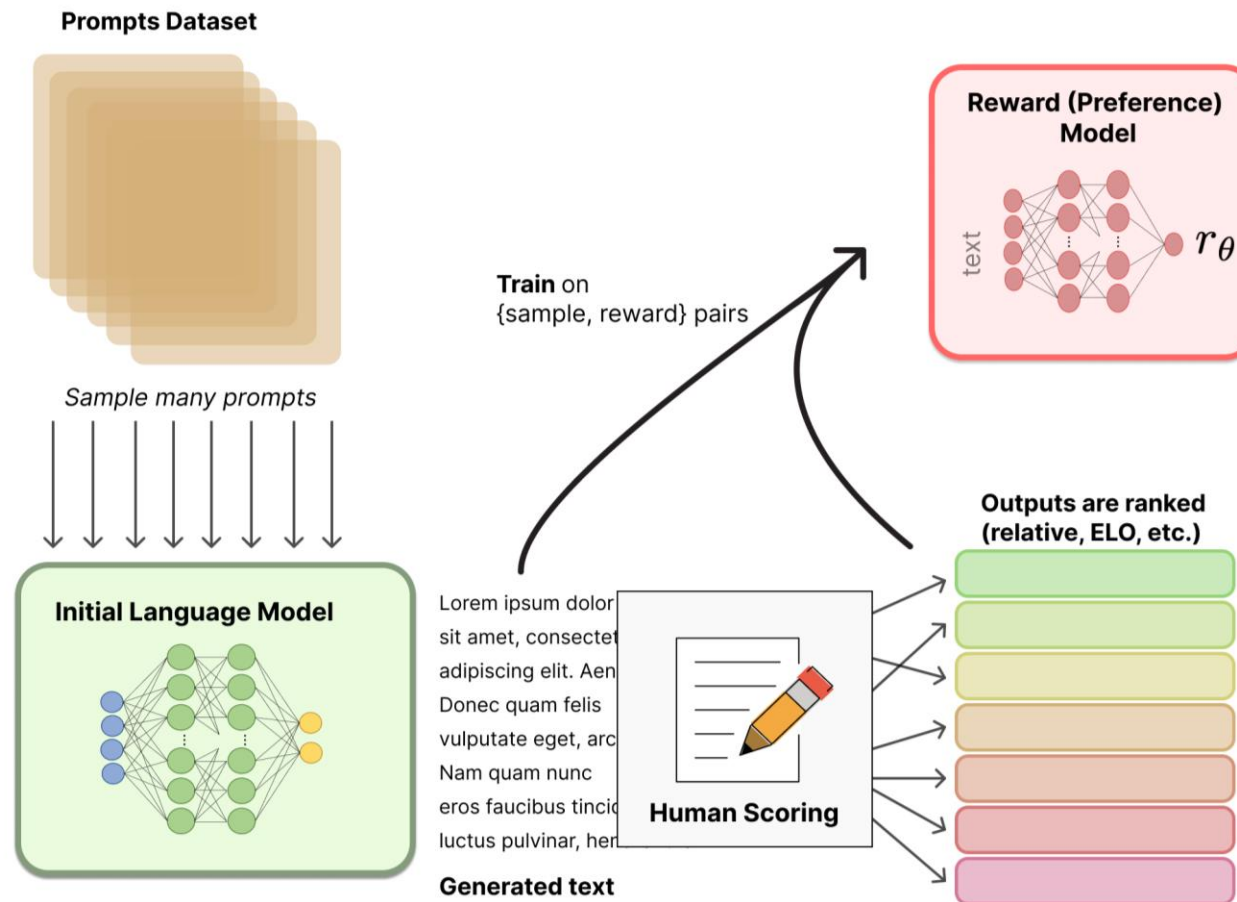 Prompts Dataset
Reward (Preference)
Model
text
r_θ
Train on
{sample, reward} pairs
Sample many prompts
Outputs are ranked
(relative, ELO, etc.)
Initial Language Model
Lorem ipsum dolor
sit amet, consectet
adipiscing elit. Aen
Donec quam felis
vulputate eget, arc
Nam quam nunc
eros faucibus tincid
luctus pulvinar, her
Human Scoring
Generated text